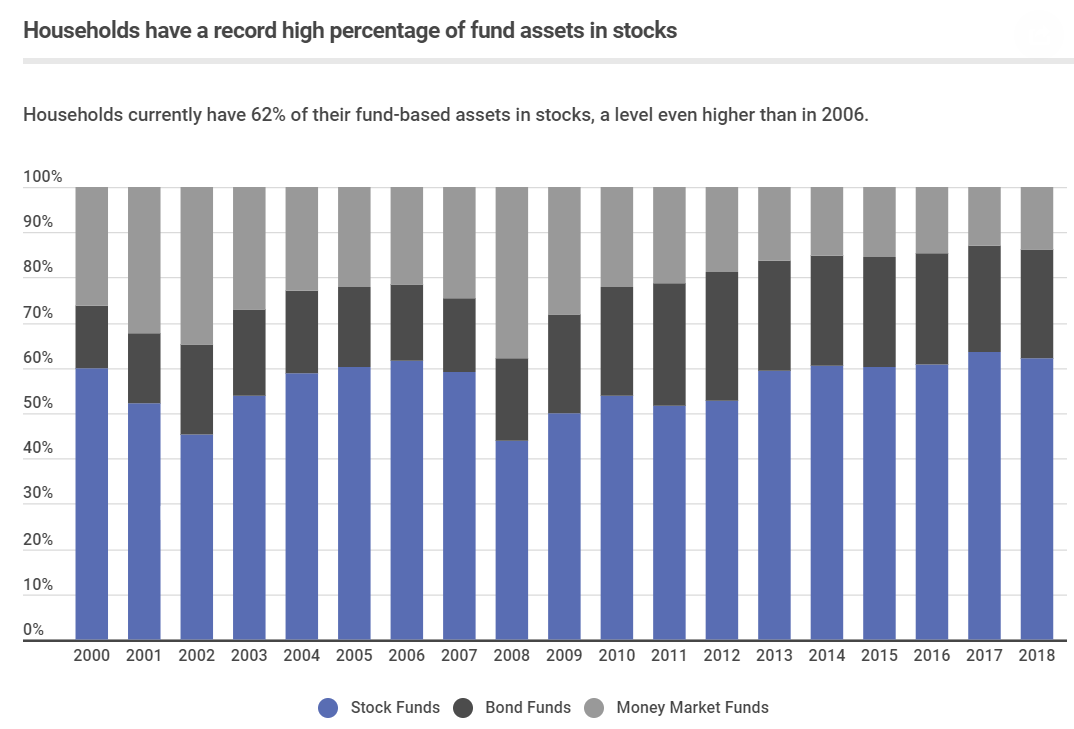 Households have a record high percentage of fund assets in stocks
Households currently have 62% of their fund-based assets in stocks, a level even higher than in 2006.
100%
90%
80%
70%
60%
50%
40%
30%
20%
10%
0%
2000 2001 2002 2003 2004 2005 2006 2007 2008 2009 2010 2011 2012 2013 2014 2015 2016 2017 2018
Stock Funds Bond Funds Money Market Funds